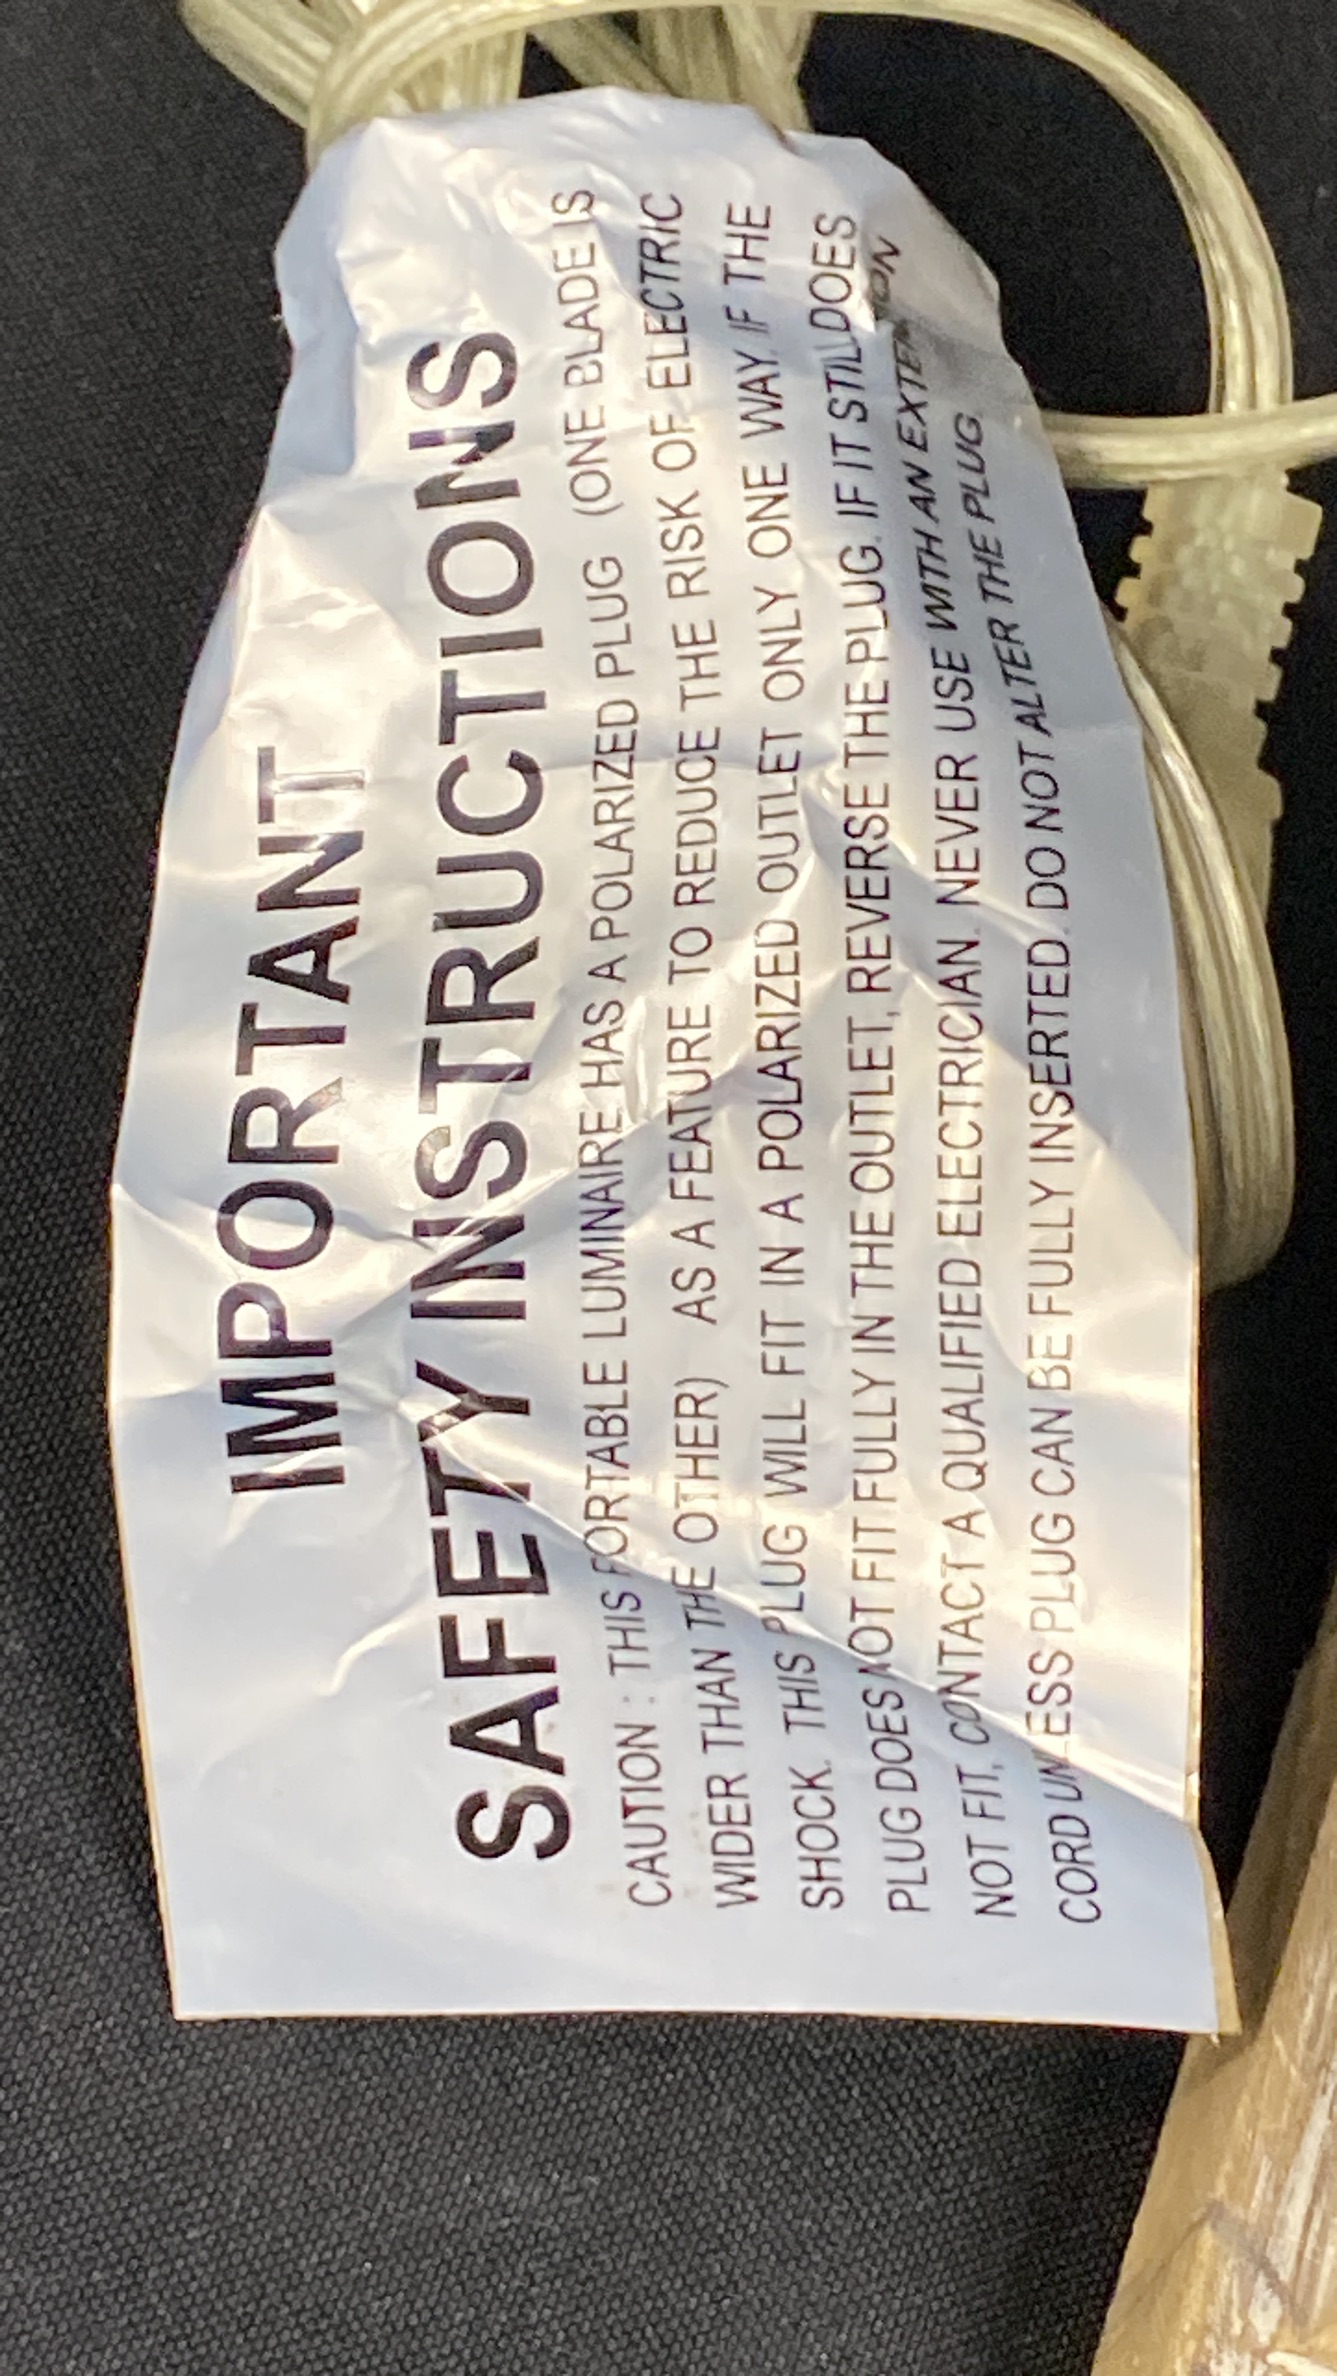 IMPORTANT
SAFETY INSTRUCTIONS
CAUTION : THIS PORTABLE LUMINAIRE HAS A POLARIZED PLUG (ONE BLADE IS
WIDER THAN THE OTHER) AS A FEATURE TO REDUCE THE RISK OF ELECTRIC
SHOCK. THIS PLUG WILL FIT IN A POLARIZED OUTLET ONLY ONE WAY. IF THE
PLUG DOES NOT FIT FULLY IN THE OUTLET, REVERSE THE PLUG. IF IT STILL DOES
NOT FIT, CONTACT A QUALIFIED ELECTRICIAN. NEVER USE WITH AN EXTENSION
CORD UNLESS PLUG CAN BE FULLY INSERTED. DO NOT ALTER THE PLUG.